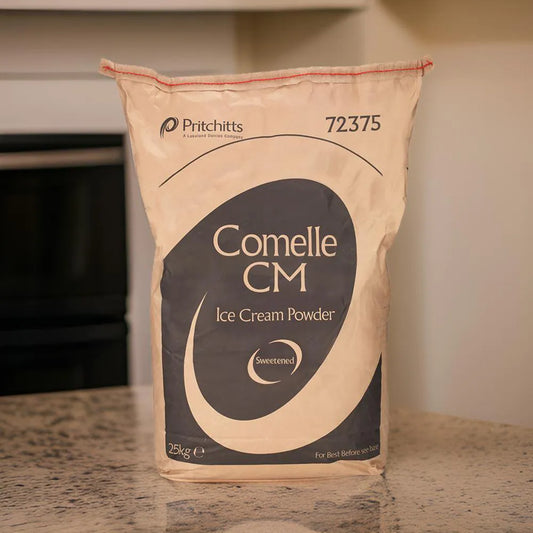 Pritchitts
A Lakeland Dairies Company
72375
Comelle
CM
Ice Cream Powder
Sweetened
25kg ℮
For Best Before see base